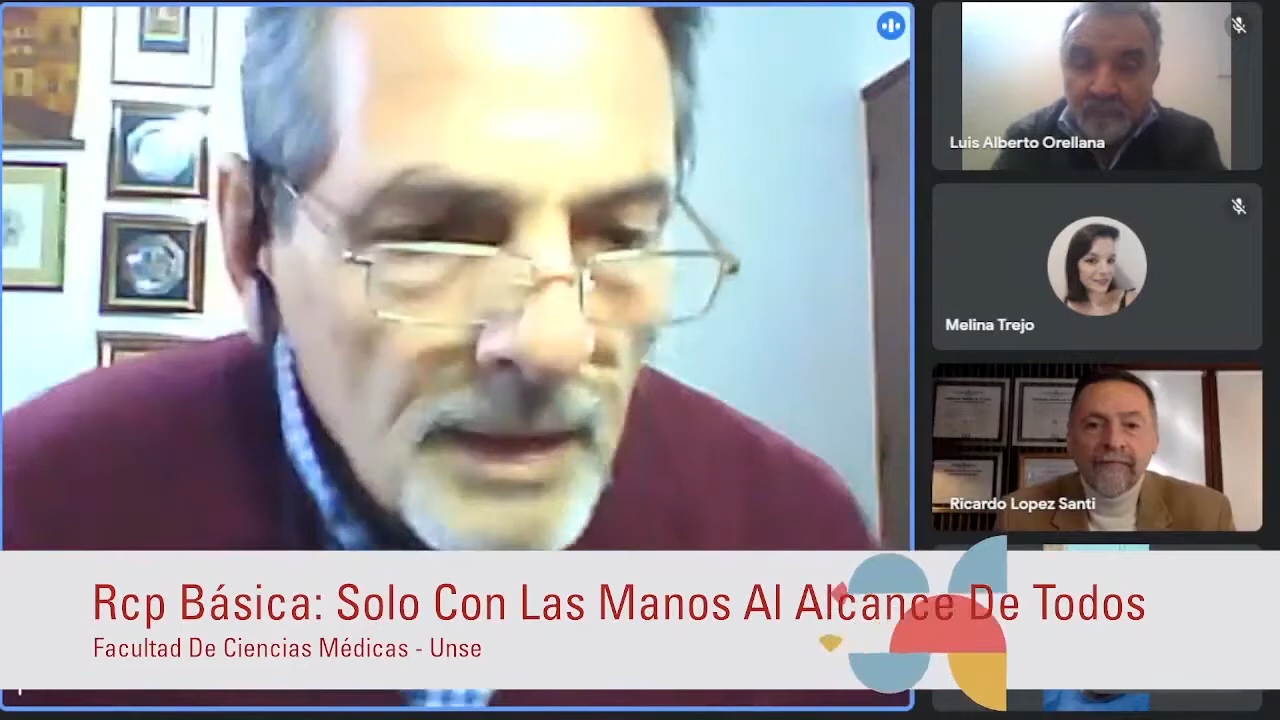 Luis Alberto Orellana
Melina Trejo
Ricardo Lopez Santi
Rcp Básica: Solo Con Las Manos Al Alcance De Todos
Facultad De Ciencias Médicas - Unse